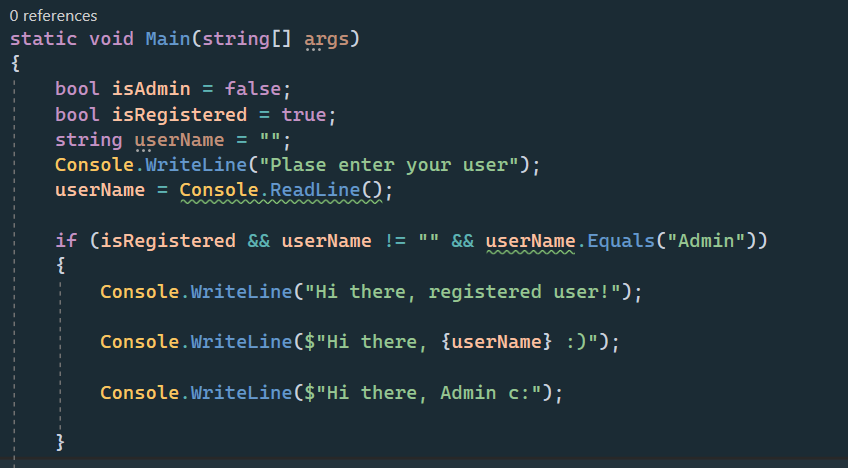 0 references
static void Main(string[] args)
{
bool isAdmin = false;
bool isRegistered = true;
string userName = "";
Console.WriteLine("Plase enter your user");
userName = Console.ReadLine();
if (isRegistered && userName != "" && userName.Equals("Admin"))
{
Console.WriteLine("Hi there, registered user!");
Console.WriteLine($"Hi there, {userName} :)");
Console.WriteLine($"Hi there, Admin c:");
}